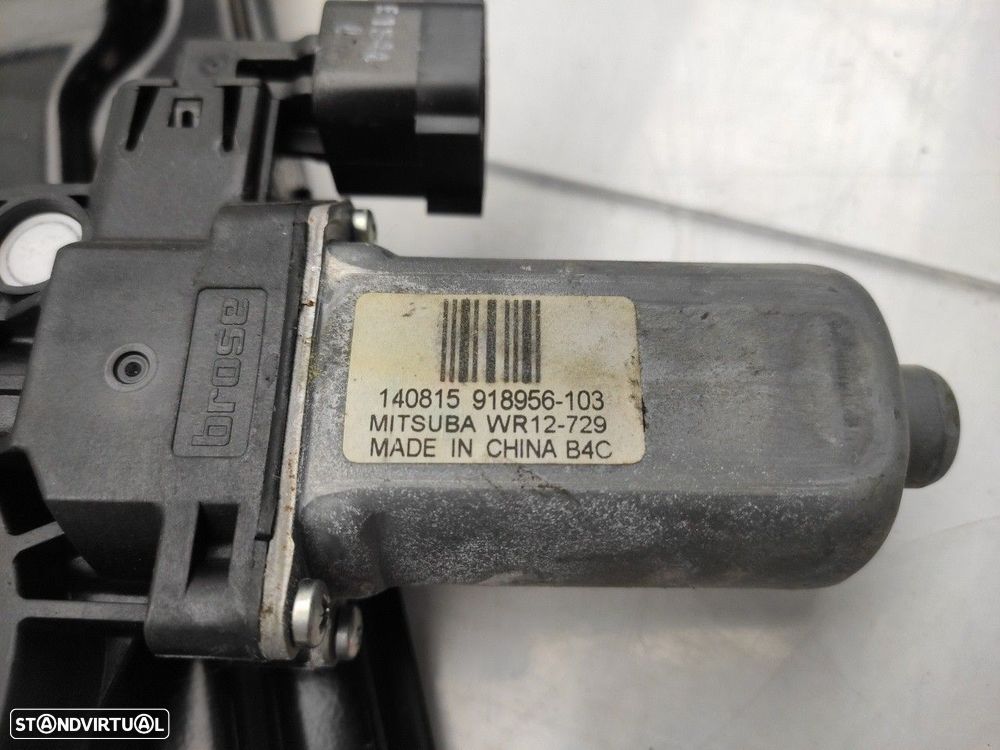 brose
140815 918956-103
MITSUBA WR12-729
MADE IN CHINA B4C
STANDVIRTUAL